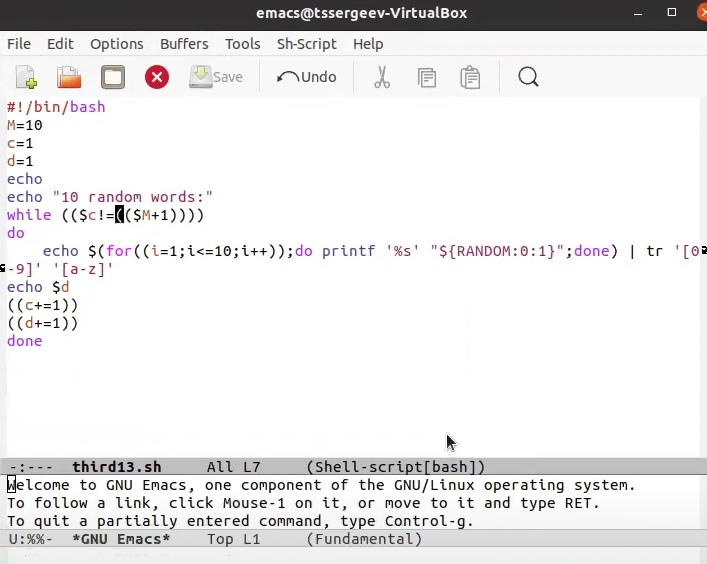 emacs@tssergeev-VirtualBox
File Edit Options Buffers Tools Sh-Script Help
Save Undo
#!/bin/bash
M=10
c=1
d=1
echo
echo "10 random words:"
while (($c!=(($M+1))))
do
    echo $(for((i=1;i<=10;i++));do printf '%s' "${RANDOM:0:1}";done) | tr '[0
-9]' '[a-z]'
echo $d
((c+=1))
((d+=1))
done
-:--- third13.sh All L7 (Shell-script[bash])
Welcome to GNU Emacs, one component of the GNU/Linux operating system.
To follow a link, click Mouse-1 on it, or move to it and type RET.
To quit a partially entered command, type Control-g.
U:%%- *GNU Emacs* Top L1 (Fundamental)